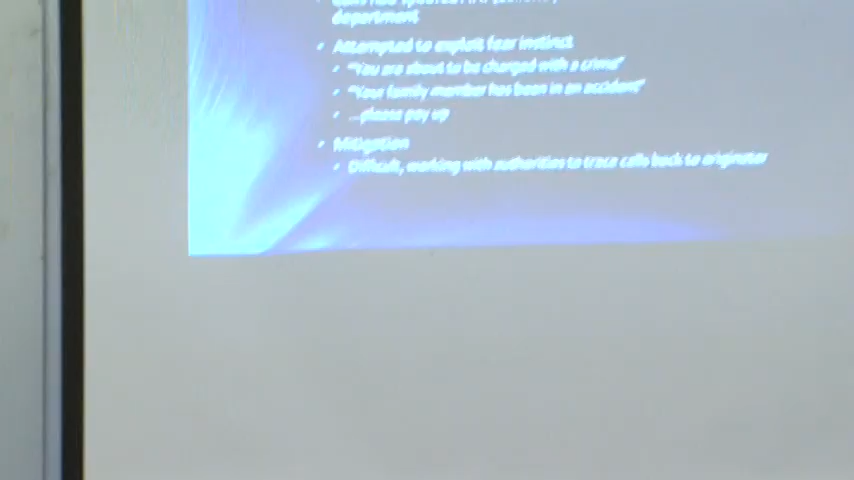 department
Attempted to exploit fear instinct
"You are about to be charged with a crime"
"Your family member has been in an accident"
...please pay up
Mitigation
Difficult, working with authorities to trace calls back to originator